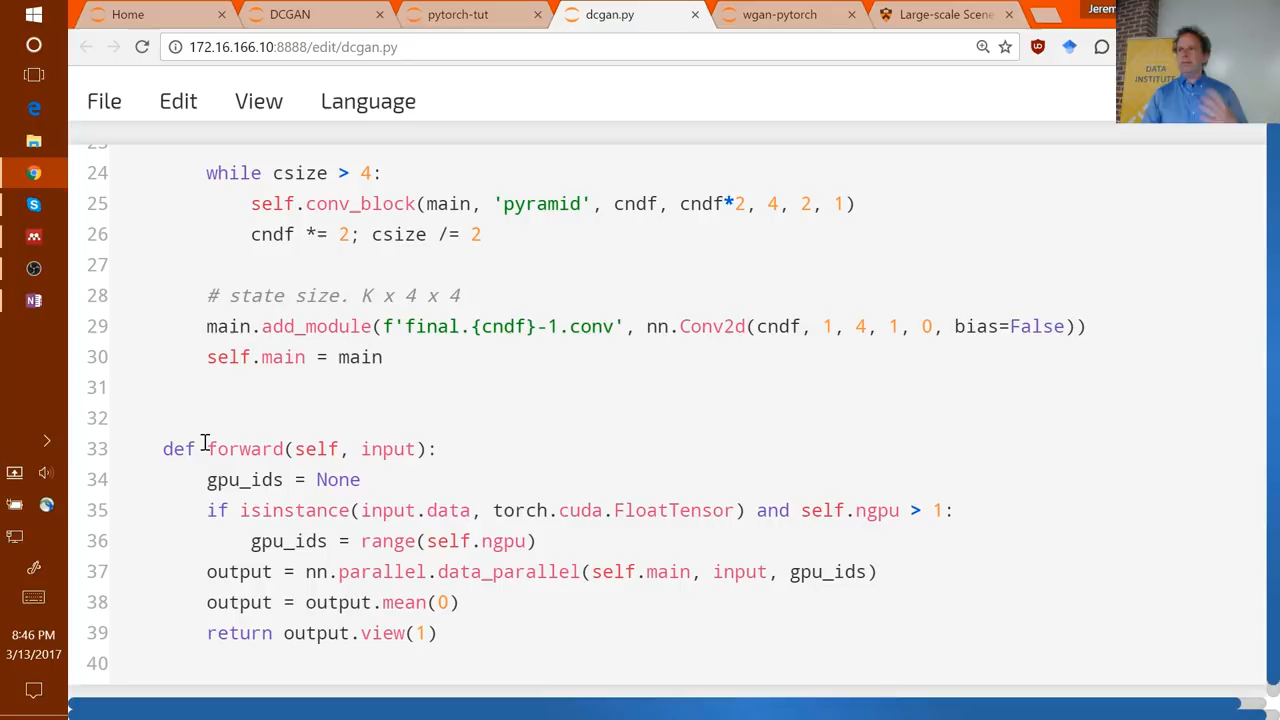 Home
DCGAN
pytorch-tut
dcgan.py
wgan-pytorch
Large-scale Scene
Jerem
172.16.166.10:8888/edit/dcgan.py
DATA
INSTITUTE
File Edit View Language
23
24 while csize > 4:
25 self.conv_block(main, 'pyramid', cndf, cndf*2, 4, 2, 1)
26 cndf *= 2; csize /= 2
27
28 # state size. K x 4 x 4
29 main.add_module(f'final.{cndf}-1.conv', nn.Conv2d(cndf, 1, 4, 1, 0, bias=False))
30 self.main = main
31
32
33 def forward(self, input):
34 gpu_ids = None
35 if isinstance(input.data, torch.cuda.FloatTensor) and self.ngpu > 1:
36 gpu_ids = range(self.ngpu)
37 output = nn.parallel.data_parallel(self.main, input, gpu_ids)
38 output = output.mean(0)
39 return output.view(1)
40
8:46 PM
3/13/2017